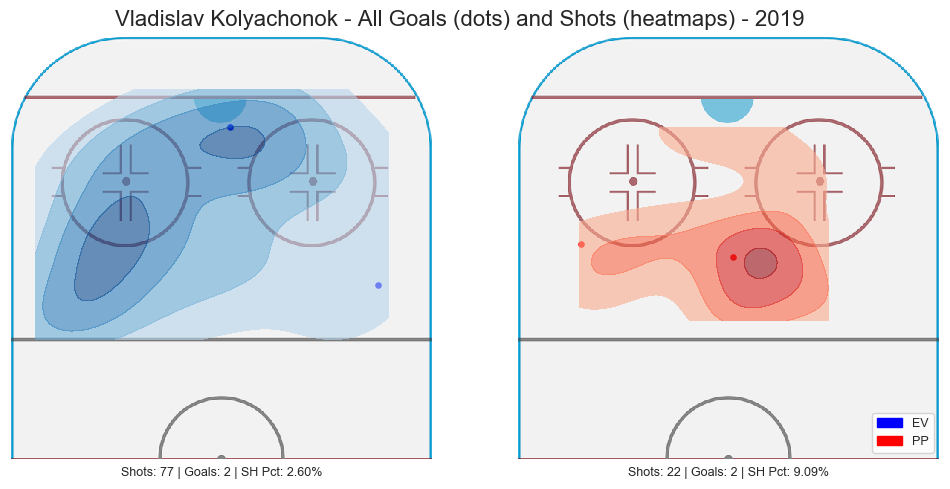 Vladislav Kolyachonok - All Goals (dots) and Shots (heatmaps) - 2019
EV
PP
Shots: 77 | Goals: 2 | SH Pct: 2.60%
Shots: 22 | Goals: 2 | SH Pct: 9.09%